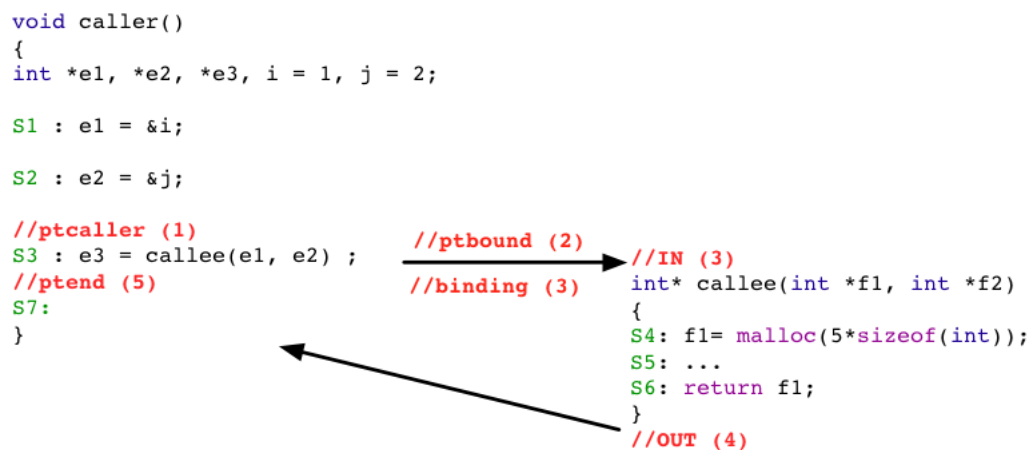 void caller()
{
int *e1, *e2, *e3, i = 1, j = 2;
S1 : e1 = &i;
S2 : e2 = &j;
//ptcaller (1)
S3 : e3 = callee(e1, e2) ;
//ptend (5)
S7:
}
//ptbound (2)
//binding (3)
//IN (3)
int* callee(int *f1, int *f2)
{
S4: f1= malloc(5*sizeof(int));
S5: ...
S6: return f1;
}
//OUT (4)